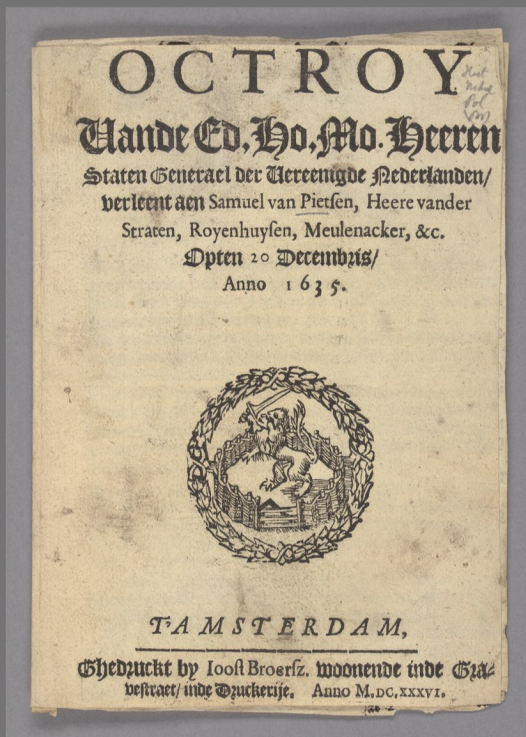 OCTROY
Vande Ed. Ho. Mo. Heeren
Staten Generael der Vereenigde Nederlanden/
verleent aen Samuel van Pietsen, Heere vander
Straten, Royenhuysen, Meulenacker, &c.
Opten 20 Decembris/
Anno 1635.
T'AMSTERDAM,
Ghedruckt by Joost Broersz. woonende inde Gra-
vestraet/ inde Druckerije. Anno M.DC.XXXVI.